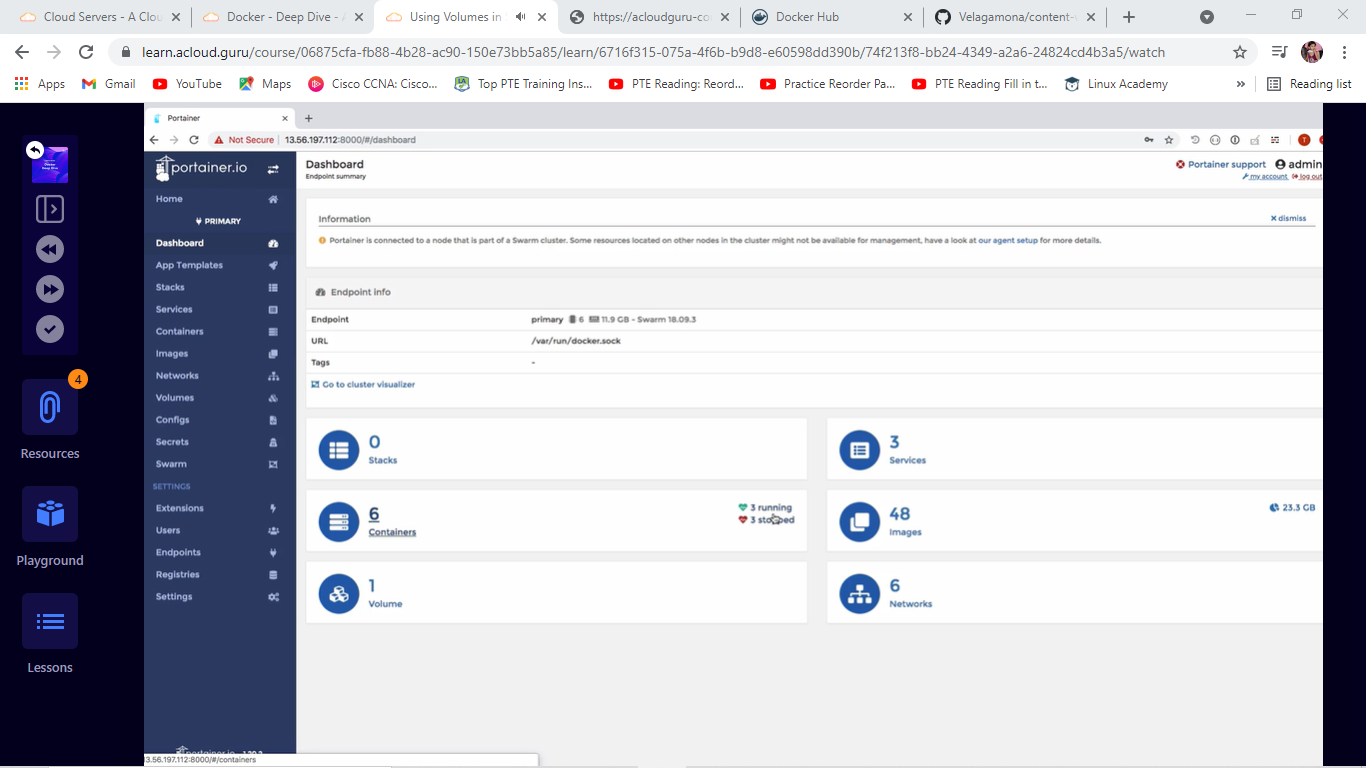 Cloud Servers - A Clou
Docker - Deep Dive - A
Using Volumes in
https://acloudguru-co
Docker Hub
Velagamona/content-
learn.acloud.guru/course/06875cfa-fb88-4b28-ac90-150e73bb5a85/learn/6716f315-075a-4f6b-b9d8-e60598dd390b/74f213f8-bb24-4349-a2a6-24824cd4b3a5/watch
Apps Gmail YouTube Maps Cisco CCNA: Cisco... Top PTE Training Ins... PTE Reading: Reord... Practice Reorder Pa... PTE Reading Fill in t... Linux Academy » Reading list
4
Resources
Playground
Lessons
Portainer
Not Secure 13.56.197.112:8000/#/dashboard
portainer.io
Home
PRIMARY
Dashboard
App Templates
Stacks
Services
Containers
Images
Networks
Volumes
Configs
Secrets
Swarm
SETTINGS
Extensions
Users
Endpoints
Registries
Settings
portainer.io 1.20.2
Dashboard
Endpoint summary
Portainer support admin
my account log out
Information dismiss
Portainer is connected to a node that is part of a Swarm cluster. Some resources located on other nodes in the cluster might not be available for management, have a look at our agent setup for more details.
Endpoint info
Endpoint primary 6 11.9 GB - Swarm 18.09.3
URL /var/run/docker.sock
Tags -
Go to cluster visualizer
0
Stacks
3
Services
6
Containers
3 running
3 stopped
48
Images
23.3 GB
1
Volume
6
Networks
13.56.197.112:8000/#/containers